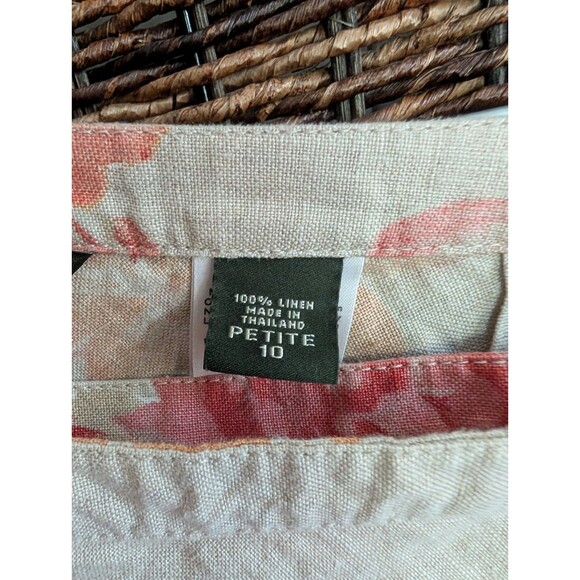 100% LINEN
MADE IN
THAILAND
PETITE
10